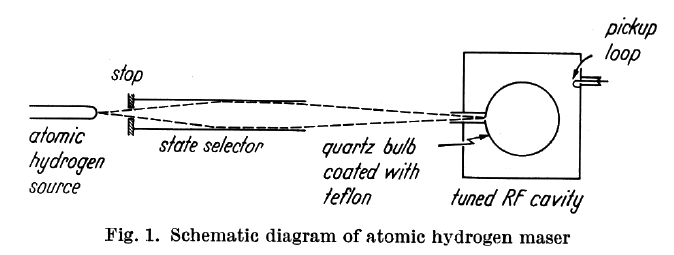 pickup
loop
stop
atomic
hydrogen
source
state selector
quartz bulb
coated with
teflon
tuned RF cavity
Fig. 1. Schematic diagram of atomic hydrogen maser